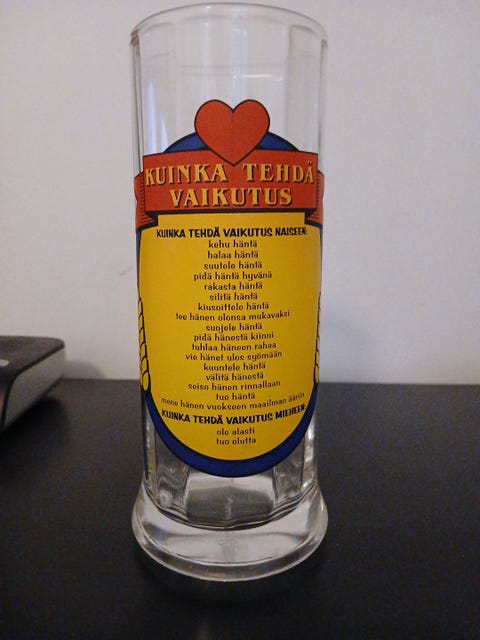 KUINKA TEHDÄ
VAIKUTUS
KUINKA TEHDÄ VAIKUTUS NAISEEN:
kehu häntä
halaa häntä
suutele häntä
pidä häntä hyvänä
rakasta häntä
silitä häntä
kiusoittele häntä
tee hänen olonsa mukavaksi
suojele häntä
pidä hänestä kiinni
tuhlaa häneen rahaa
vie hänet ulos syömään
kuuntele häntä
välitä hänestä
seiso hänen rinnallaan
tue häntä
mene hänen vuokseen maailman ääriin
KUINKA TEHDÄ VAIKUTUS MIEHEEN:
ole alasti
tuo olutta